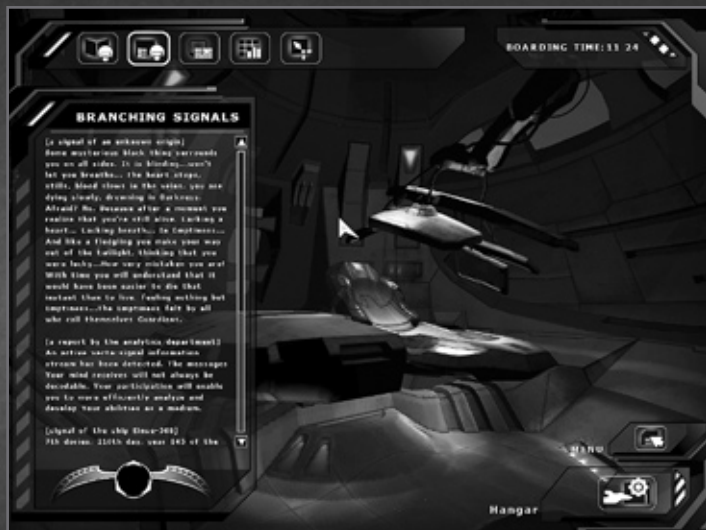 BOARDING TIME:11 24
BRANCHING SIGNALS
[a signal of an unknown origin]
Some mysterious black thing surrounds
you on all sides. It is blinding...won't
let you breathe... the heart stops,
stills, blood slows in the veins, you are
dying slowly, drowning in darkness.
Afraid? No. Because after a moment you
realize that you're still alive. Lacking a
heart... Lacking breath... In Emptiness...
And like a fledgling you make your way
out of the twilight, thinking that you
were lucky...How very mistaken you are!
With time you will understand that it
would have been easier to die that
instant than to live, feeling nothing but
emptiness...the emptiness felt by all
who call themselves Guardians.
[a report by the analytics department]
An active signal information
stream has been detected. The messages
Your mind receives will not always be
decodable. Your participation will enable
you to more efficiently analyze and
develop Your abilities as a medium.
[signal of the ship
7th day, year of the
MENU
Hangar